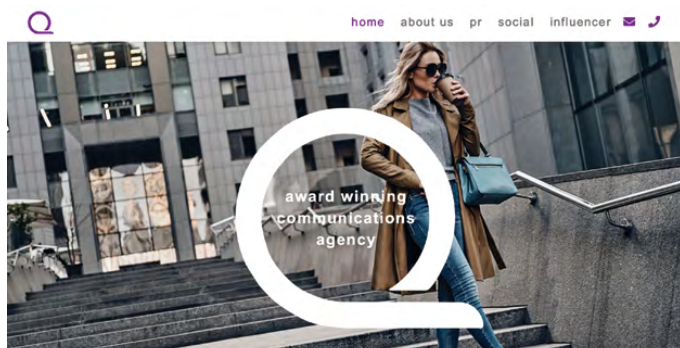 home about us pr social influencer
award winning
communications
agency